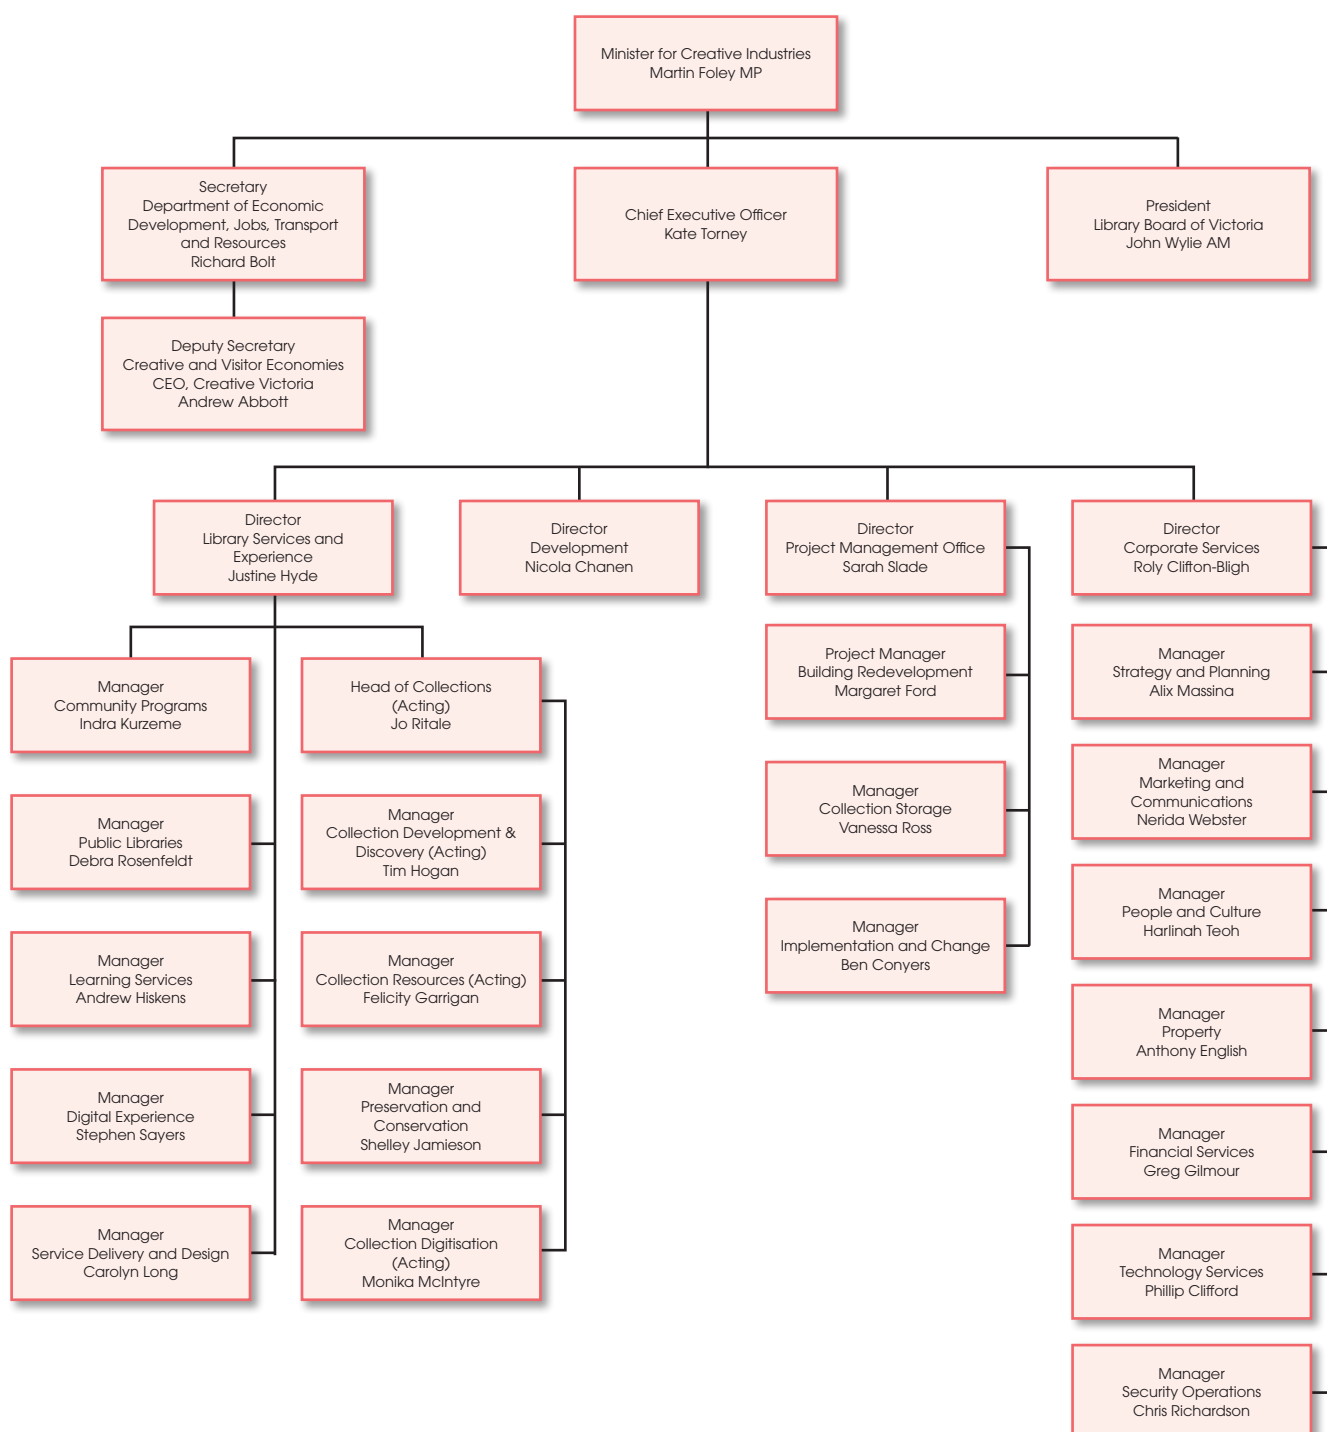 Minister for Creative Industries
Martin Foley MP
Secretary
Department of Economic
Development, Jobs, Transport
and Resources
Richard Bolt
Chief Executive Officer
Kate Torney
President
Library Board of Victoria
John Wylie AM
Deputy Secretary
Creative and Visitor Economies
CEO, Creative Victoria
Andrew Abbott
Director
Library Services and
Experience
Justine Hyde
Director
Development
Nicola Chanen
Director
Project Management Office
Sarah Slade
Director
Corporate Services
Roly Clifton-Bligh
Manager
Community Programs
Indra Kurzeme
Manager
Public Libraries
Debra Rosenfeldt
Manager
Learning Services
Andrew Hiskens
Manager
Digital Experience
Stephen Sayers
Manager
Service Delivery and Design
Carolyn Long
Head of Collections
(Acting)
Jo Ritale
Manager
Collection Development &
Discovery (Acting)
Tim Hogan
Manager
Collection Resources (Acting)
Felicity Garrigan
Manager
Preservation and
Conservation
Shelley Jamieson
Manager
Collection Digitisation
(Acting)
Monika McIntyre
Project Manager
Building Redevelopment
Margaret Ford
Manager
Collection Storage
Vanessa Ross
Manager
Implementation and Change
Ben Conyers
Manager
Strategy and Planning
Alix Massina
Manager
Marketing and
Communications
Nerida Webster
Manager
People and Culture
Harlinah Teoh
Manager
Property
Anthony English
Manager
Financial Services
Greg Gilmour
Manager
Technology Services
Phillip Clifford
Manager
Security Operations
Chris Richardson